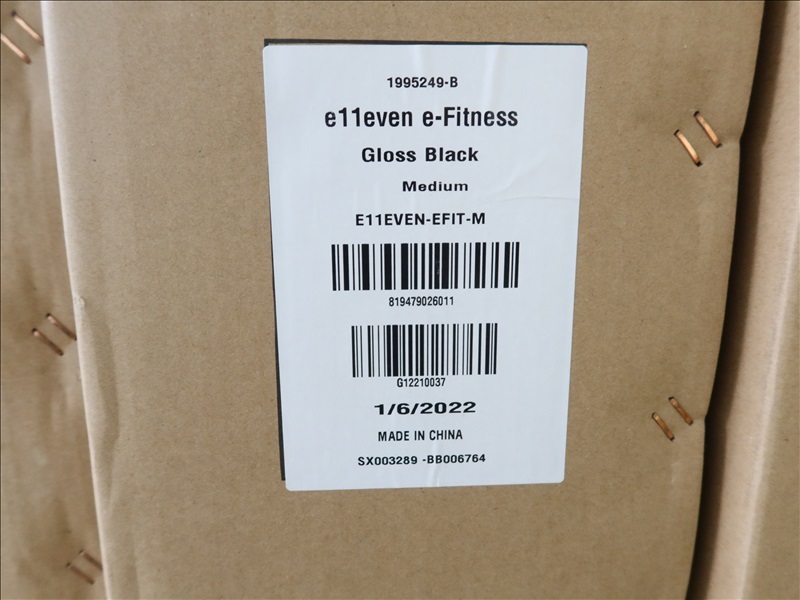 1995249-B
e11even e-Fitness
Gloss Black
Medium
E11EVEN-EFIT-M
819479026011
G12210037
1/6/2022
MADE IN CHINA
SX003289 -BB006764